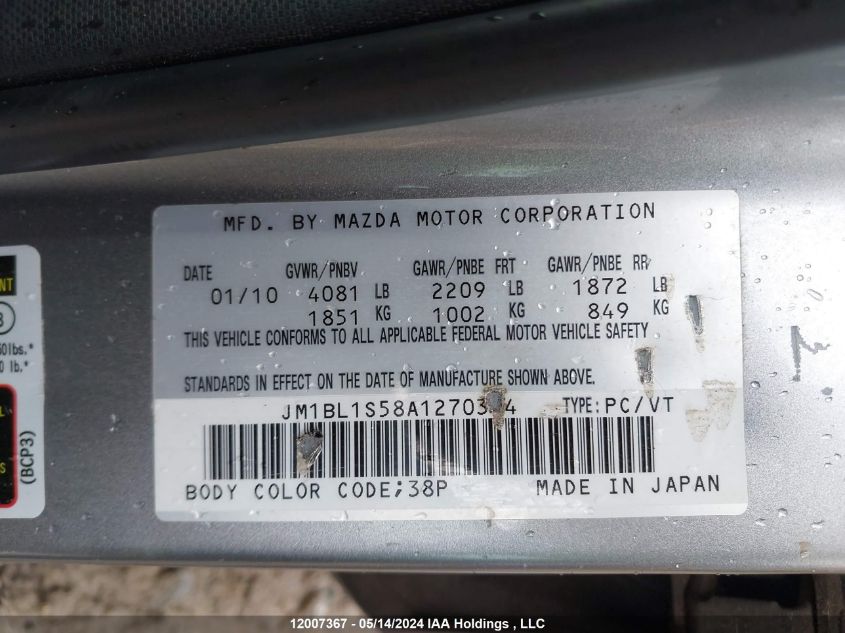 MFD. BY MAZDA MOTOR CORPORATION
DATE GVWR/PNBV GAWR/PNBE FRT GAWR/PNBE RR
01/10 4081 LB 2209 LB 1872 LB
1851 KG 1002 KG 849 KG
THIS VEHICLE CONFORMS TO ALL APPLICABLE FEDERAL MOTOR VEHICLE SAFETY
STANDARDS IN EFFECT ON THE DATE OF MANUFACTURE SHOWN ABOVE.
TYPE:PC/VT
BODY COLOR CODE;38P MADE IN JAPAN
(BCP3)
12007367 - 05/14/2024 IAA Holdings , LLC